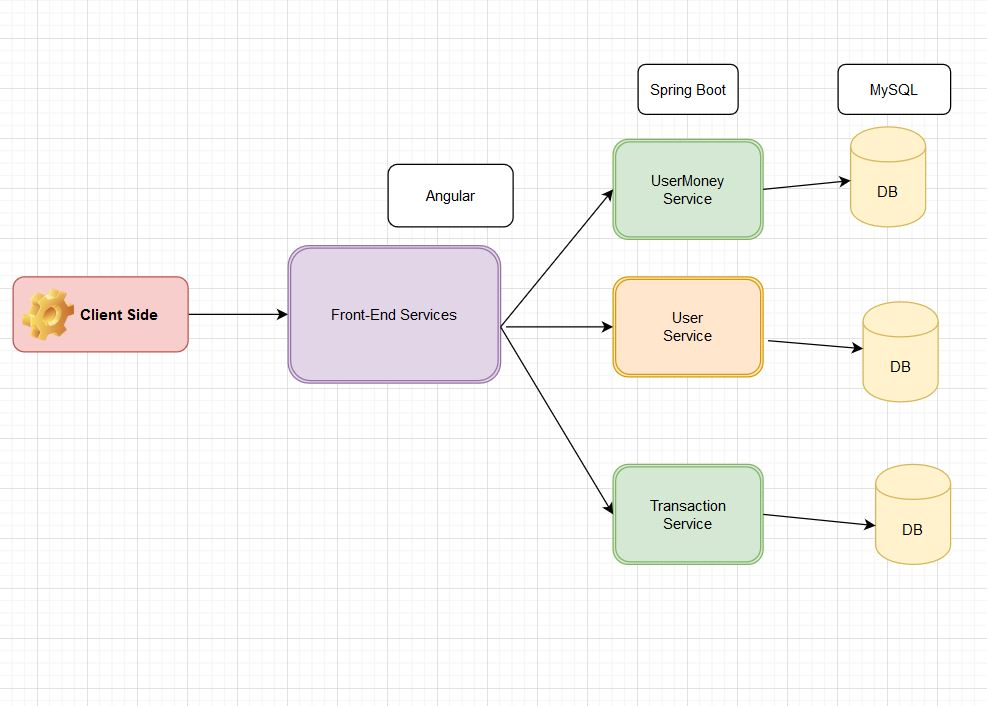 Spring Boot
MySQL
Angular
UserMoney
Service
DB
Client Side
Front-End Services
User
Service
DB
Transaction
Service
DB